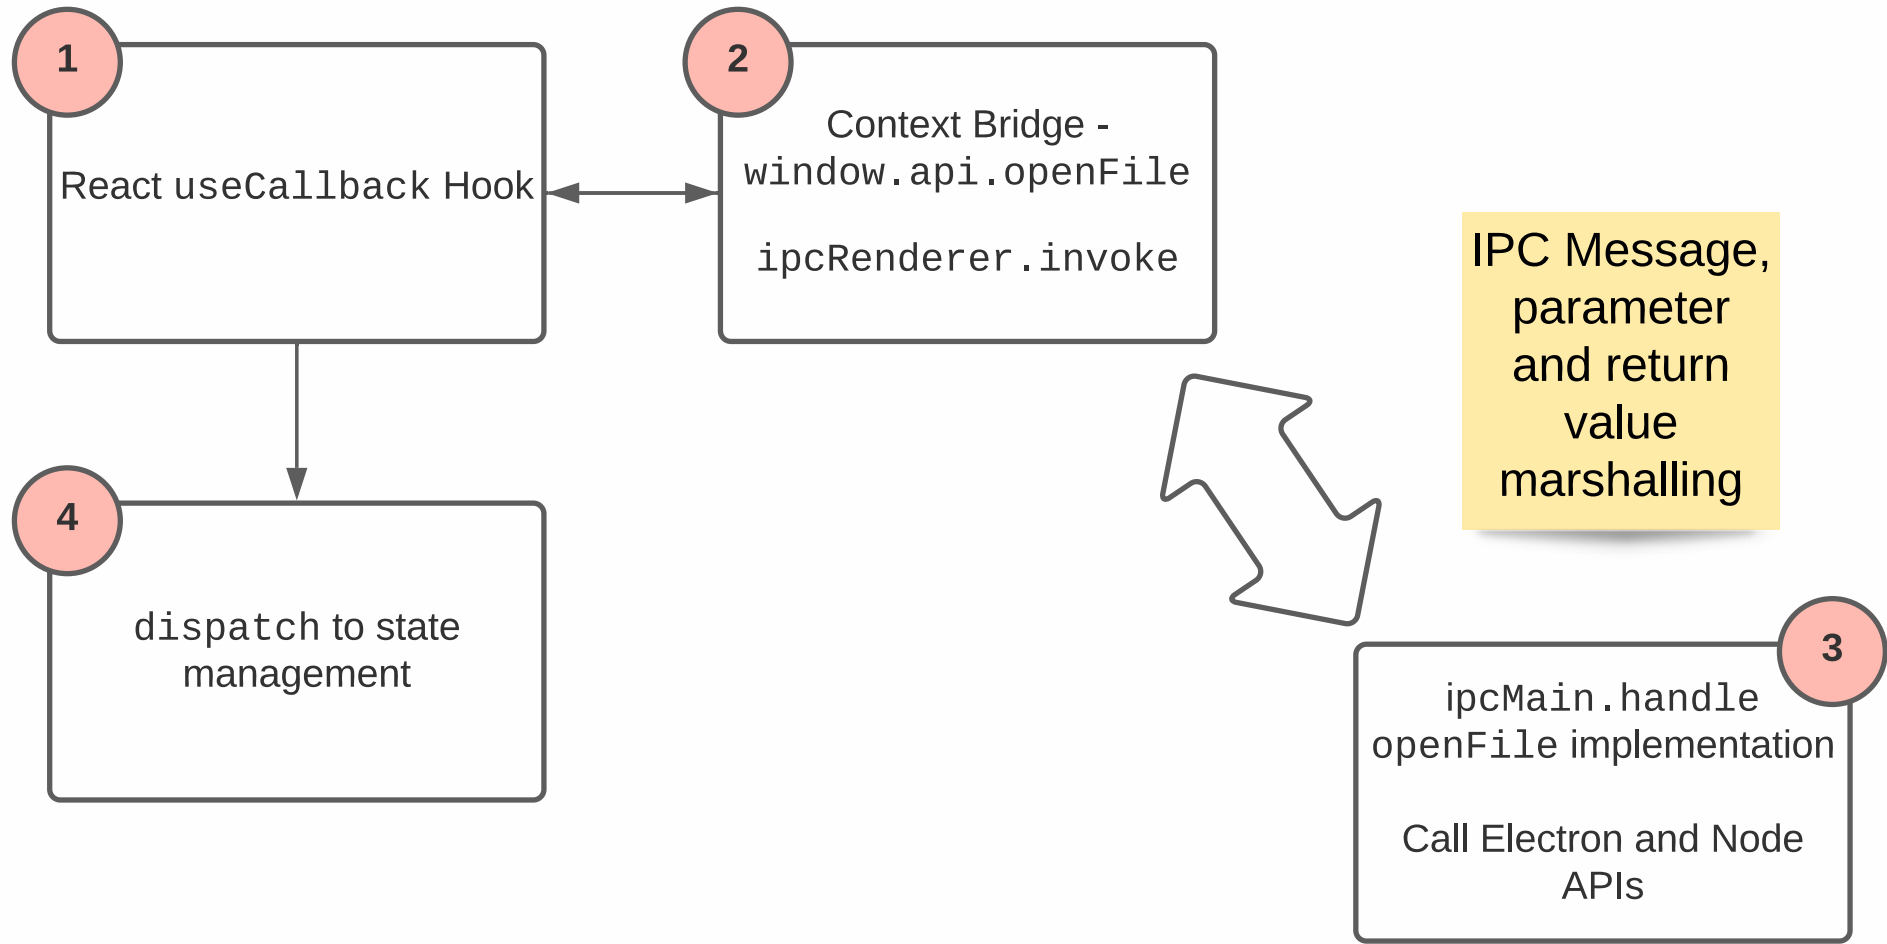 1
React useCallback Hook
2
Context Bridge -
window.api.openFile
ipcRenderer.invoke
IPC Message,
parameter
and return
value
marshalling
4
dispatch to state
management
3
ipcMain.handle
openFile implementation
Call Electron and Node
APIs